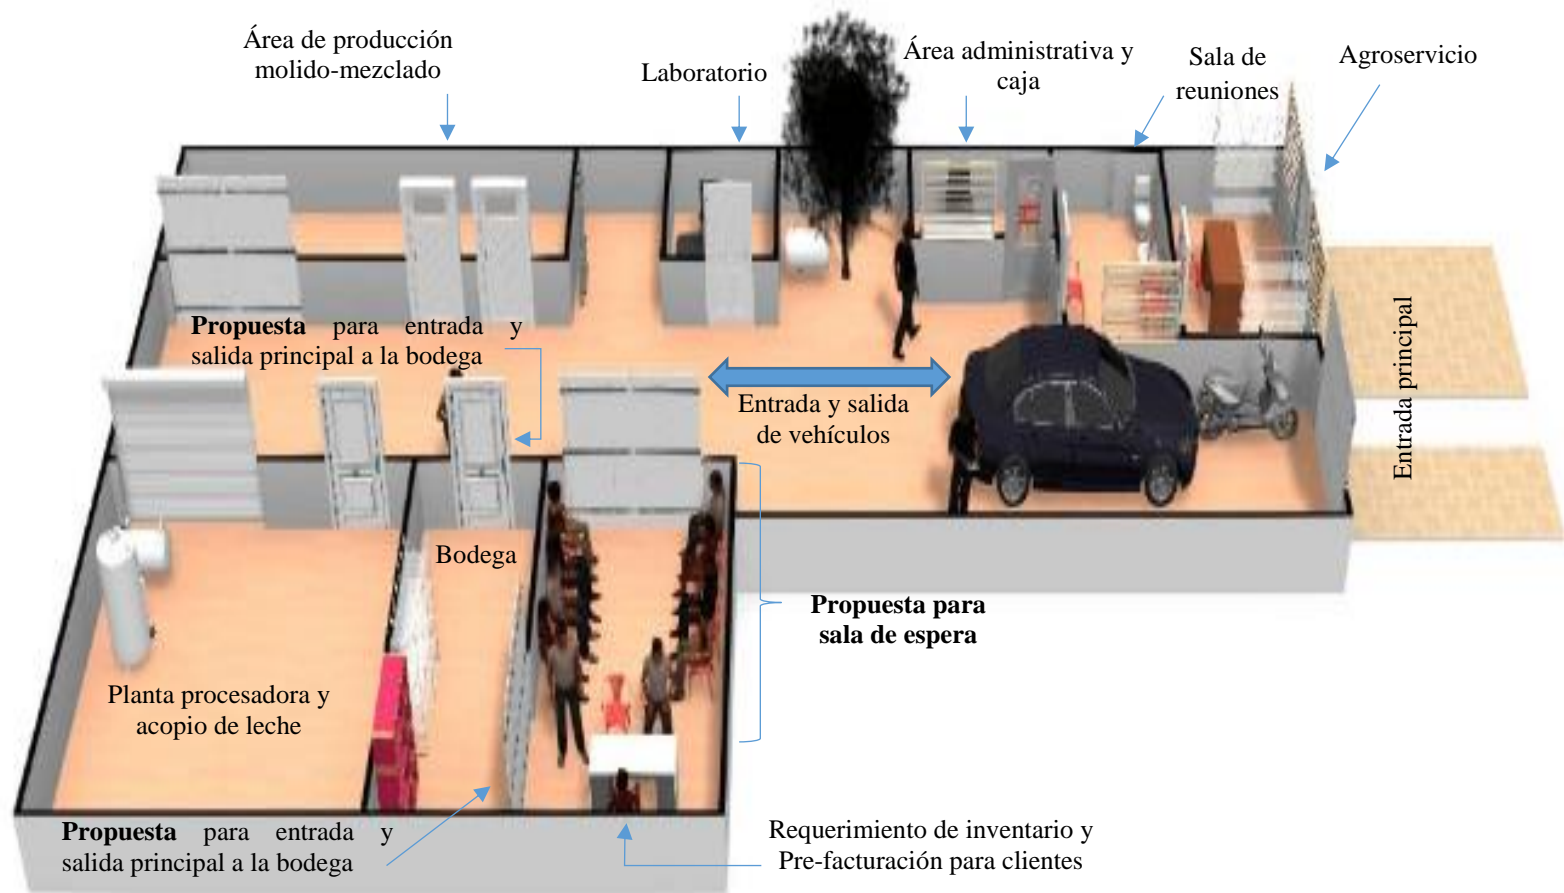 Área de producción
molido-mezclado
Laboratorio
Área administrativa y
caja
Sala de
reuniones
Agroservicio
Propuesta para entrada y
salida principal a la bodega
Entrada y salida
de vehículos
Entrada principal
Bodega
Propuesta para
sala de espera
Planta procesadora y
acopio de leche
Propuesta para entrada y
salida principal a la bodega
Requerimiento de inventario y
Pre-facturación para clientes